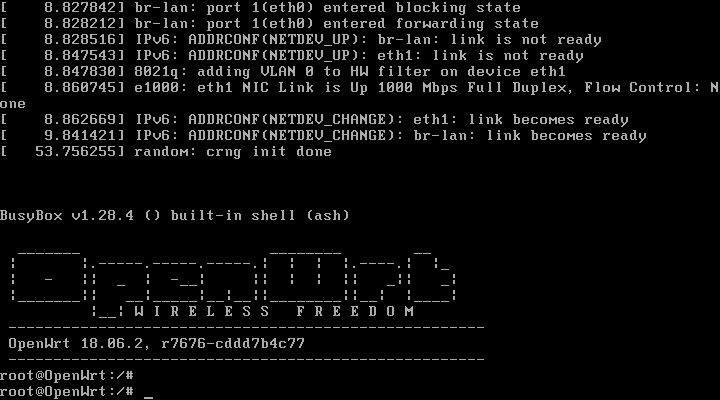 [    8.827842] br-lan: port 1(eth0) entered blocking state
[    8.828212] br-lan: port 1(eth0) entered forwarding state
[    8.828516] IPv6: ADDRCONF(NETDEV_UP): br-lan: link is not ready
[    8.847543] IPv6: ADDRCONF(NETDEV_UP): eth1: link is not ready
[    8.847830] 8021q: adding VLAN 0 to HW filter on device eth1
[    8.860745] e1000: eth1 NIC Link is Up 1000 Mbps Full Duplex, Flow Control: N
one
[    8.862669] IPv6: ADDRCONF(NETDEV_CHANGE): eth1: link becomes ready
[    9.841421] IPv6: ADDRCONF(NETDEV_CHANGE): br-lan: link becomes ready
[   53.756255] random: crng init done
BusyBox v1.28.4 () built-in shell (ash)
OpenWrt
W I R E L E S S   F R E E D O M
OpenWrt 18.06.2, r7676-cddd7b4c77
root@OpenWrt:/#
root@OpenWrt:/# _